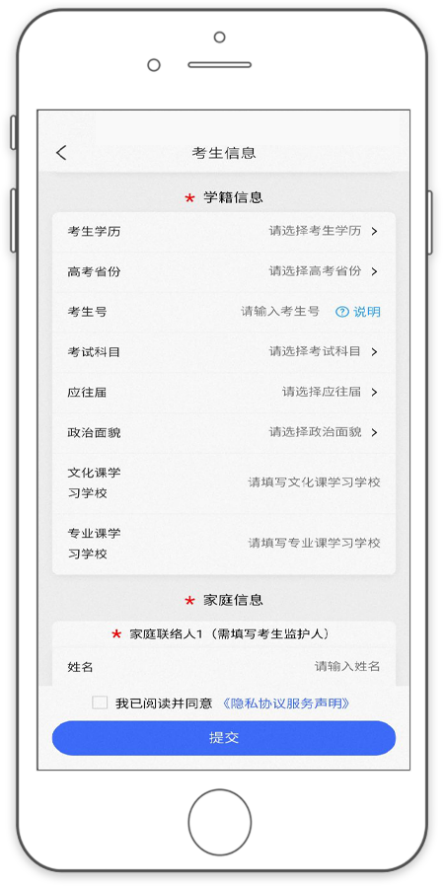 考生信息
* 学籍信息
考生学历 请选择考生学历 >
高考省份 请选择高考省份 >
考生号 请输入考生号 ? 说明
考试科目 请选择考试科目 >
应往届 请选择应往届 >
政治面貌 请选择政治面貌 >
文化课学
习学校 请填写文化课学习学校
专业课学
习学校 请填写专业课学习学校
* 家庭信息
* 家庭联络人1（需填写考生监护人）
姓名 请输入姓名
我已阅读并同意 《隐私协议服务声明》
提交